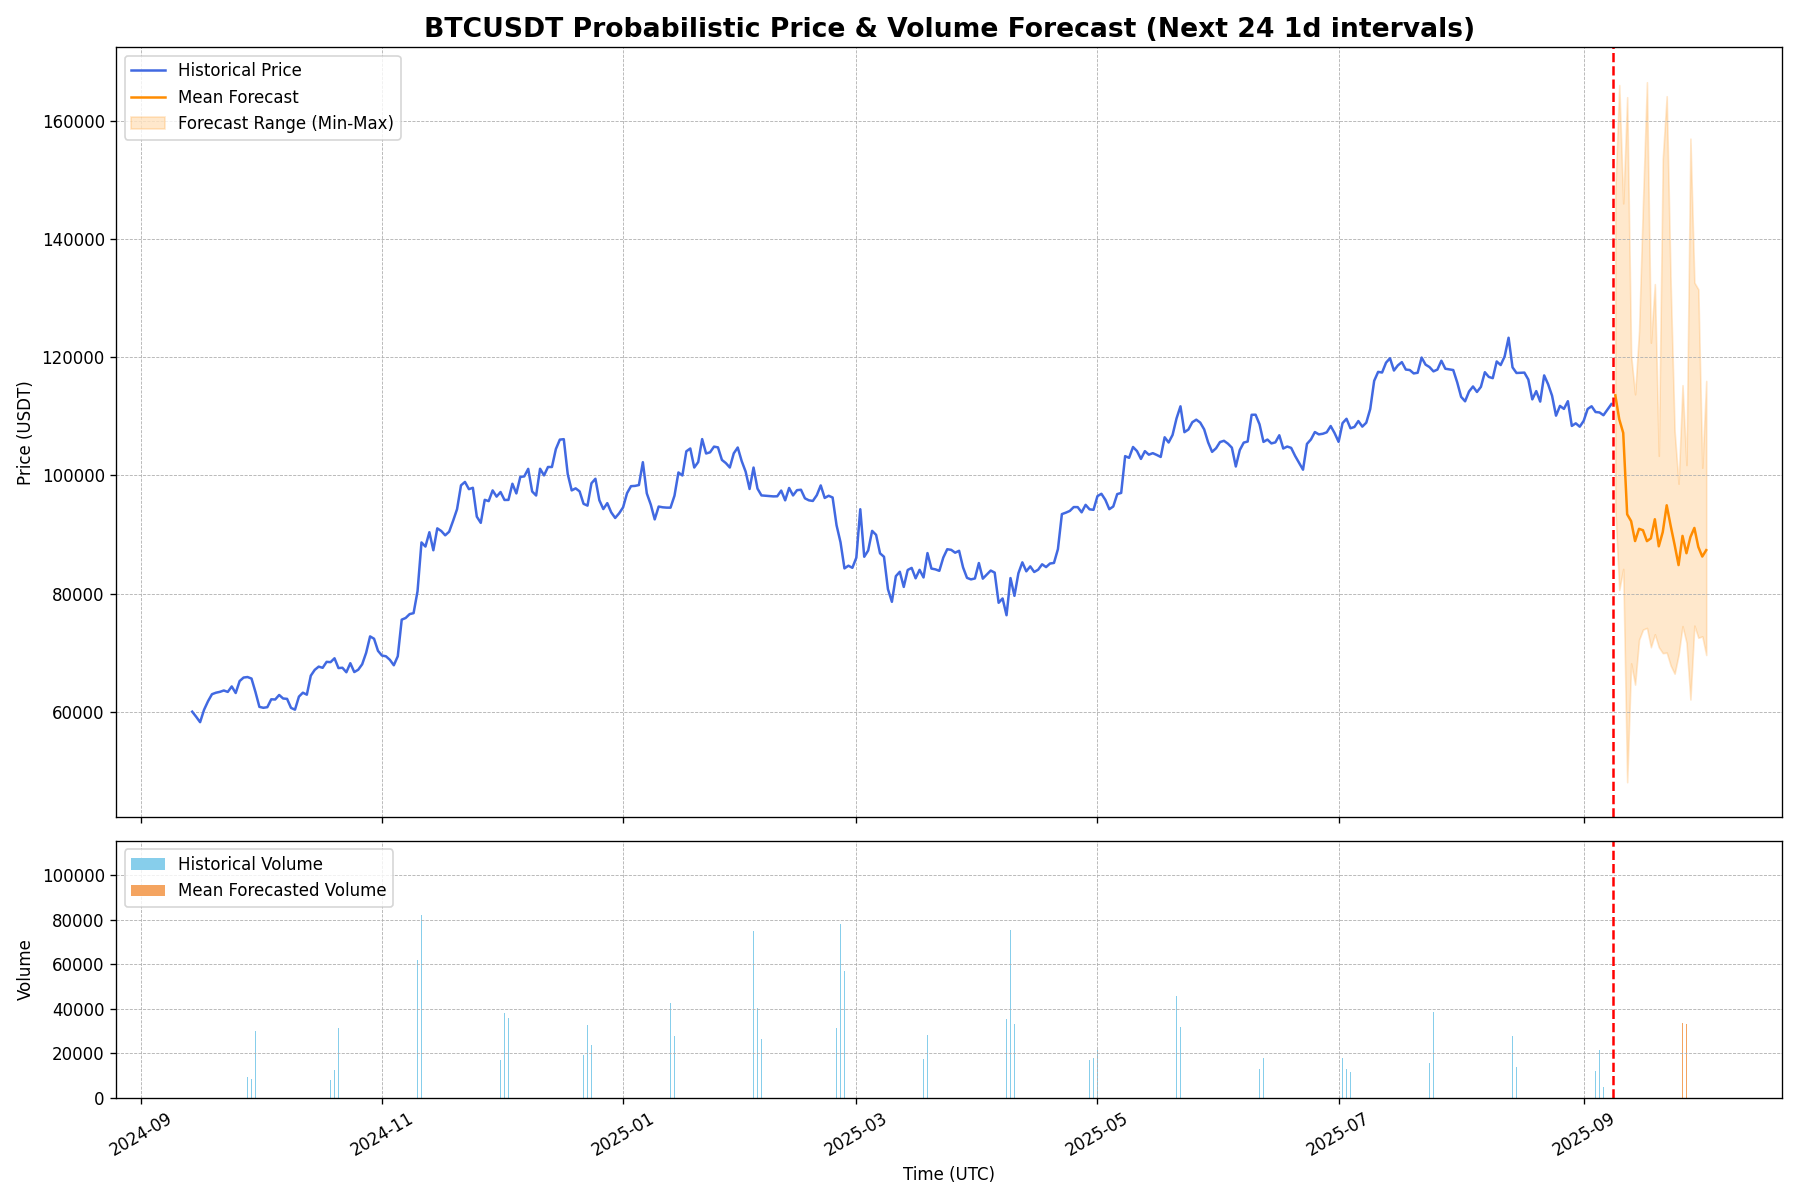 BTCUSDT Probabilistic Price & Volume Forecast (Next 24 1d intervals)
Historical Price
Mean Forecast
Forecast Range (Min-Max)
160000
140000
120000
100000
80000
60000
Price (USDT)
Historical Volume
Mean Forecasted Volume
100000
80000
60000
40000
20000
0
Volume
2024-09
2024-11
2025-01
2025-03
2025-05
2025-07
2025-09
Time (UTC)